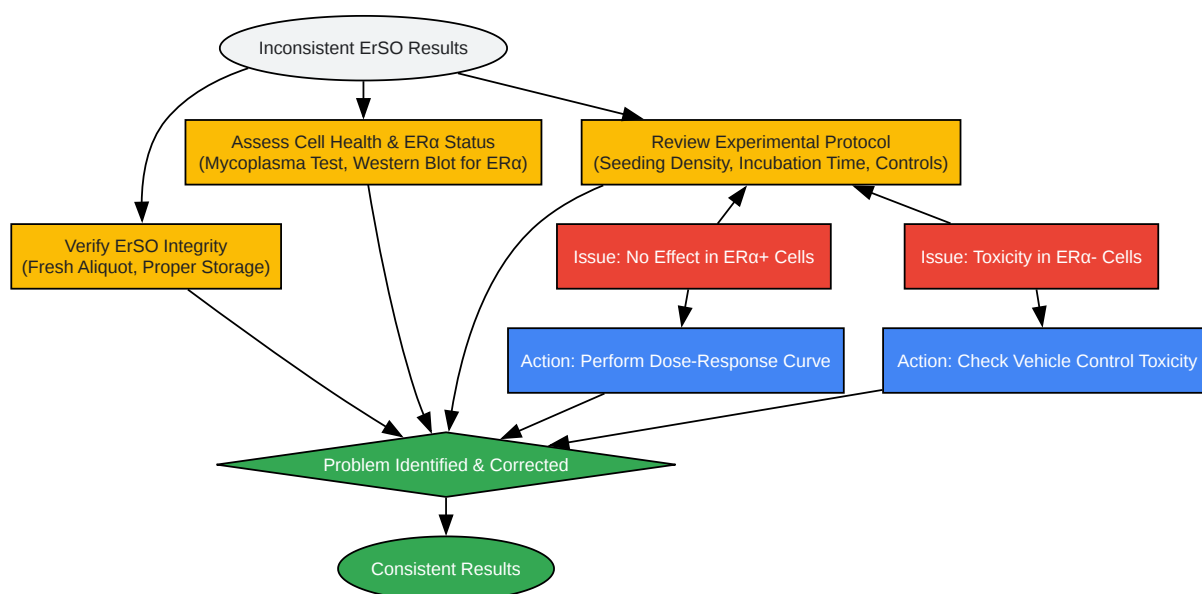 Inconsistent ErSO Results
Assess Cell Health & ERα Status
(Mycoplasma Test, Western Blot for ERα)
Review Experimental Protocol
(Seeding Density, Incubation Time, Controls)
Verify ErSO Integrity
(Fresh Aliquot, Proper Storage)
Issue: No Effect in ERα+ Cells
Issue: Toxicity in ERα- Cells
Action: Perform Dose-Response Curve
Action: Check Vehicle Control Toxicity
Problem Identified & Corrected
Consistent Results